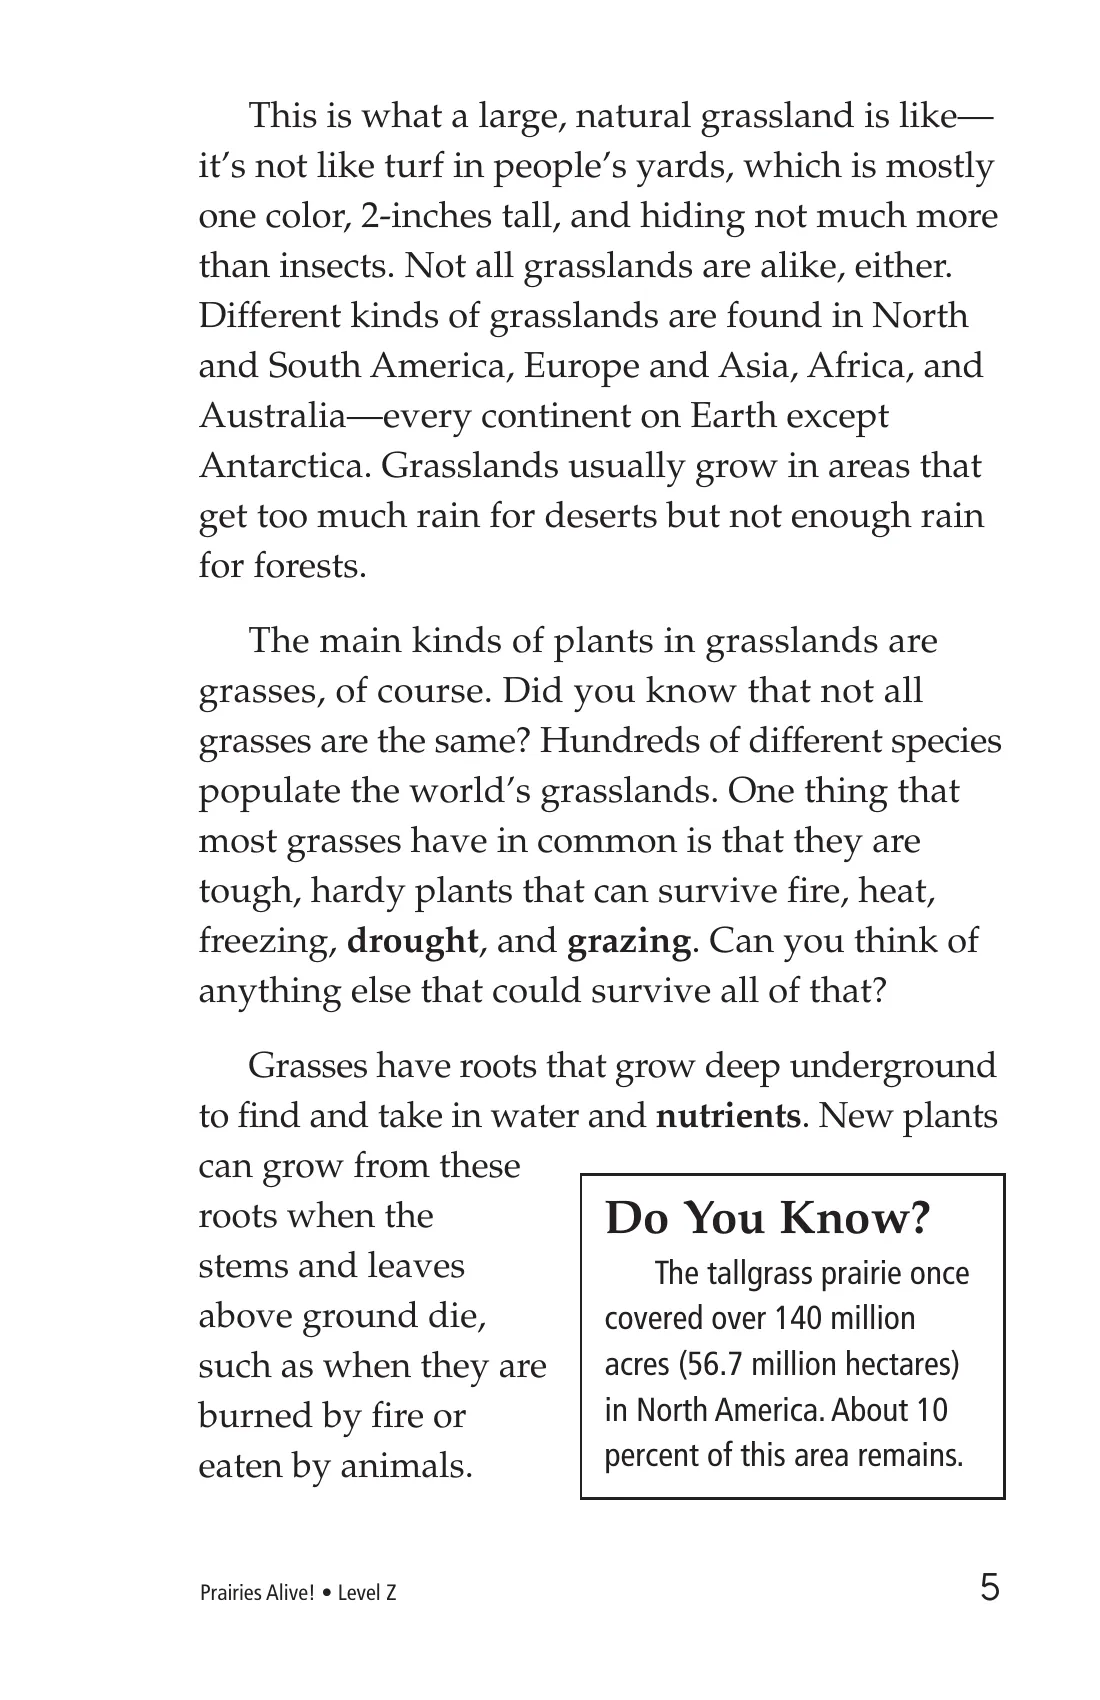 This is what a large, natural grassland is like—
it’s not like turf in people’s yards, which is mostly
one color, 2-inches tall, and hiding not much more
than insects. Not all grasslands are alike, either.
Different kinds of grasslands are found in North
and South America, Europe and Asia, Africa, and
Australia—every continent on Earth except
Antarctica. Grasslands usually grow in areas that
get too much rain for deserts but not enough rain
for forests.
The main kinds of plants in grasslands are
grasses, of course. Did you know that not all
grasses are the same? Hundreds of different species
populate the world’s grasslands. One thing that
most grasses have in common is that they are
tough, hardy plants that can survive fire, heat,
freezing, drought, and grazing. Can you think of
anything else that could survive all of that?
Grasses have roots that grow deep underground
to find and take in water and nutrients. New plants
can grow from these
roots when the
stems and leaves
above ground die,
such as when they are
burned by fire or
eaten by animals.
Do You Know?
The tallgrass prairie once
covered over 140 million
acres (56.7 million hectares)
in North America. About 10
percent of this area remains.
Prairies Alive! • Level Z
5